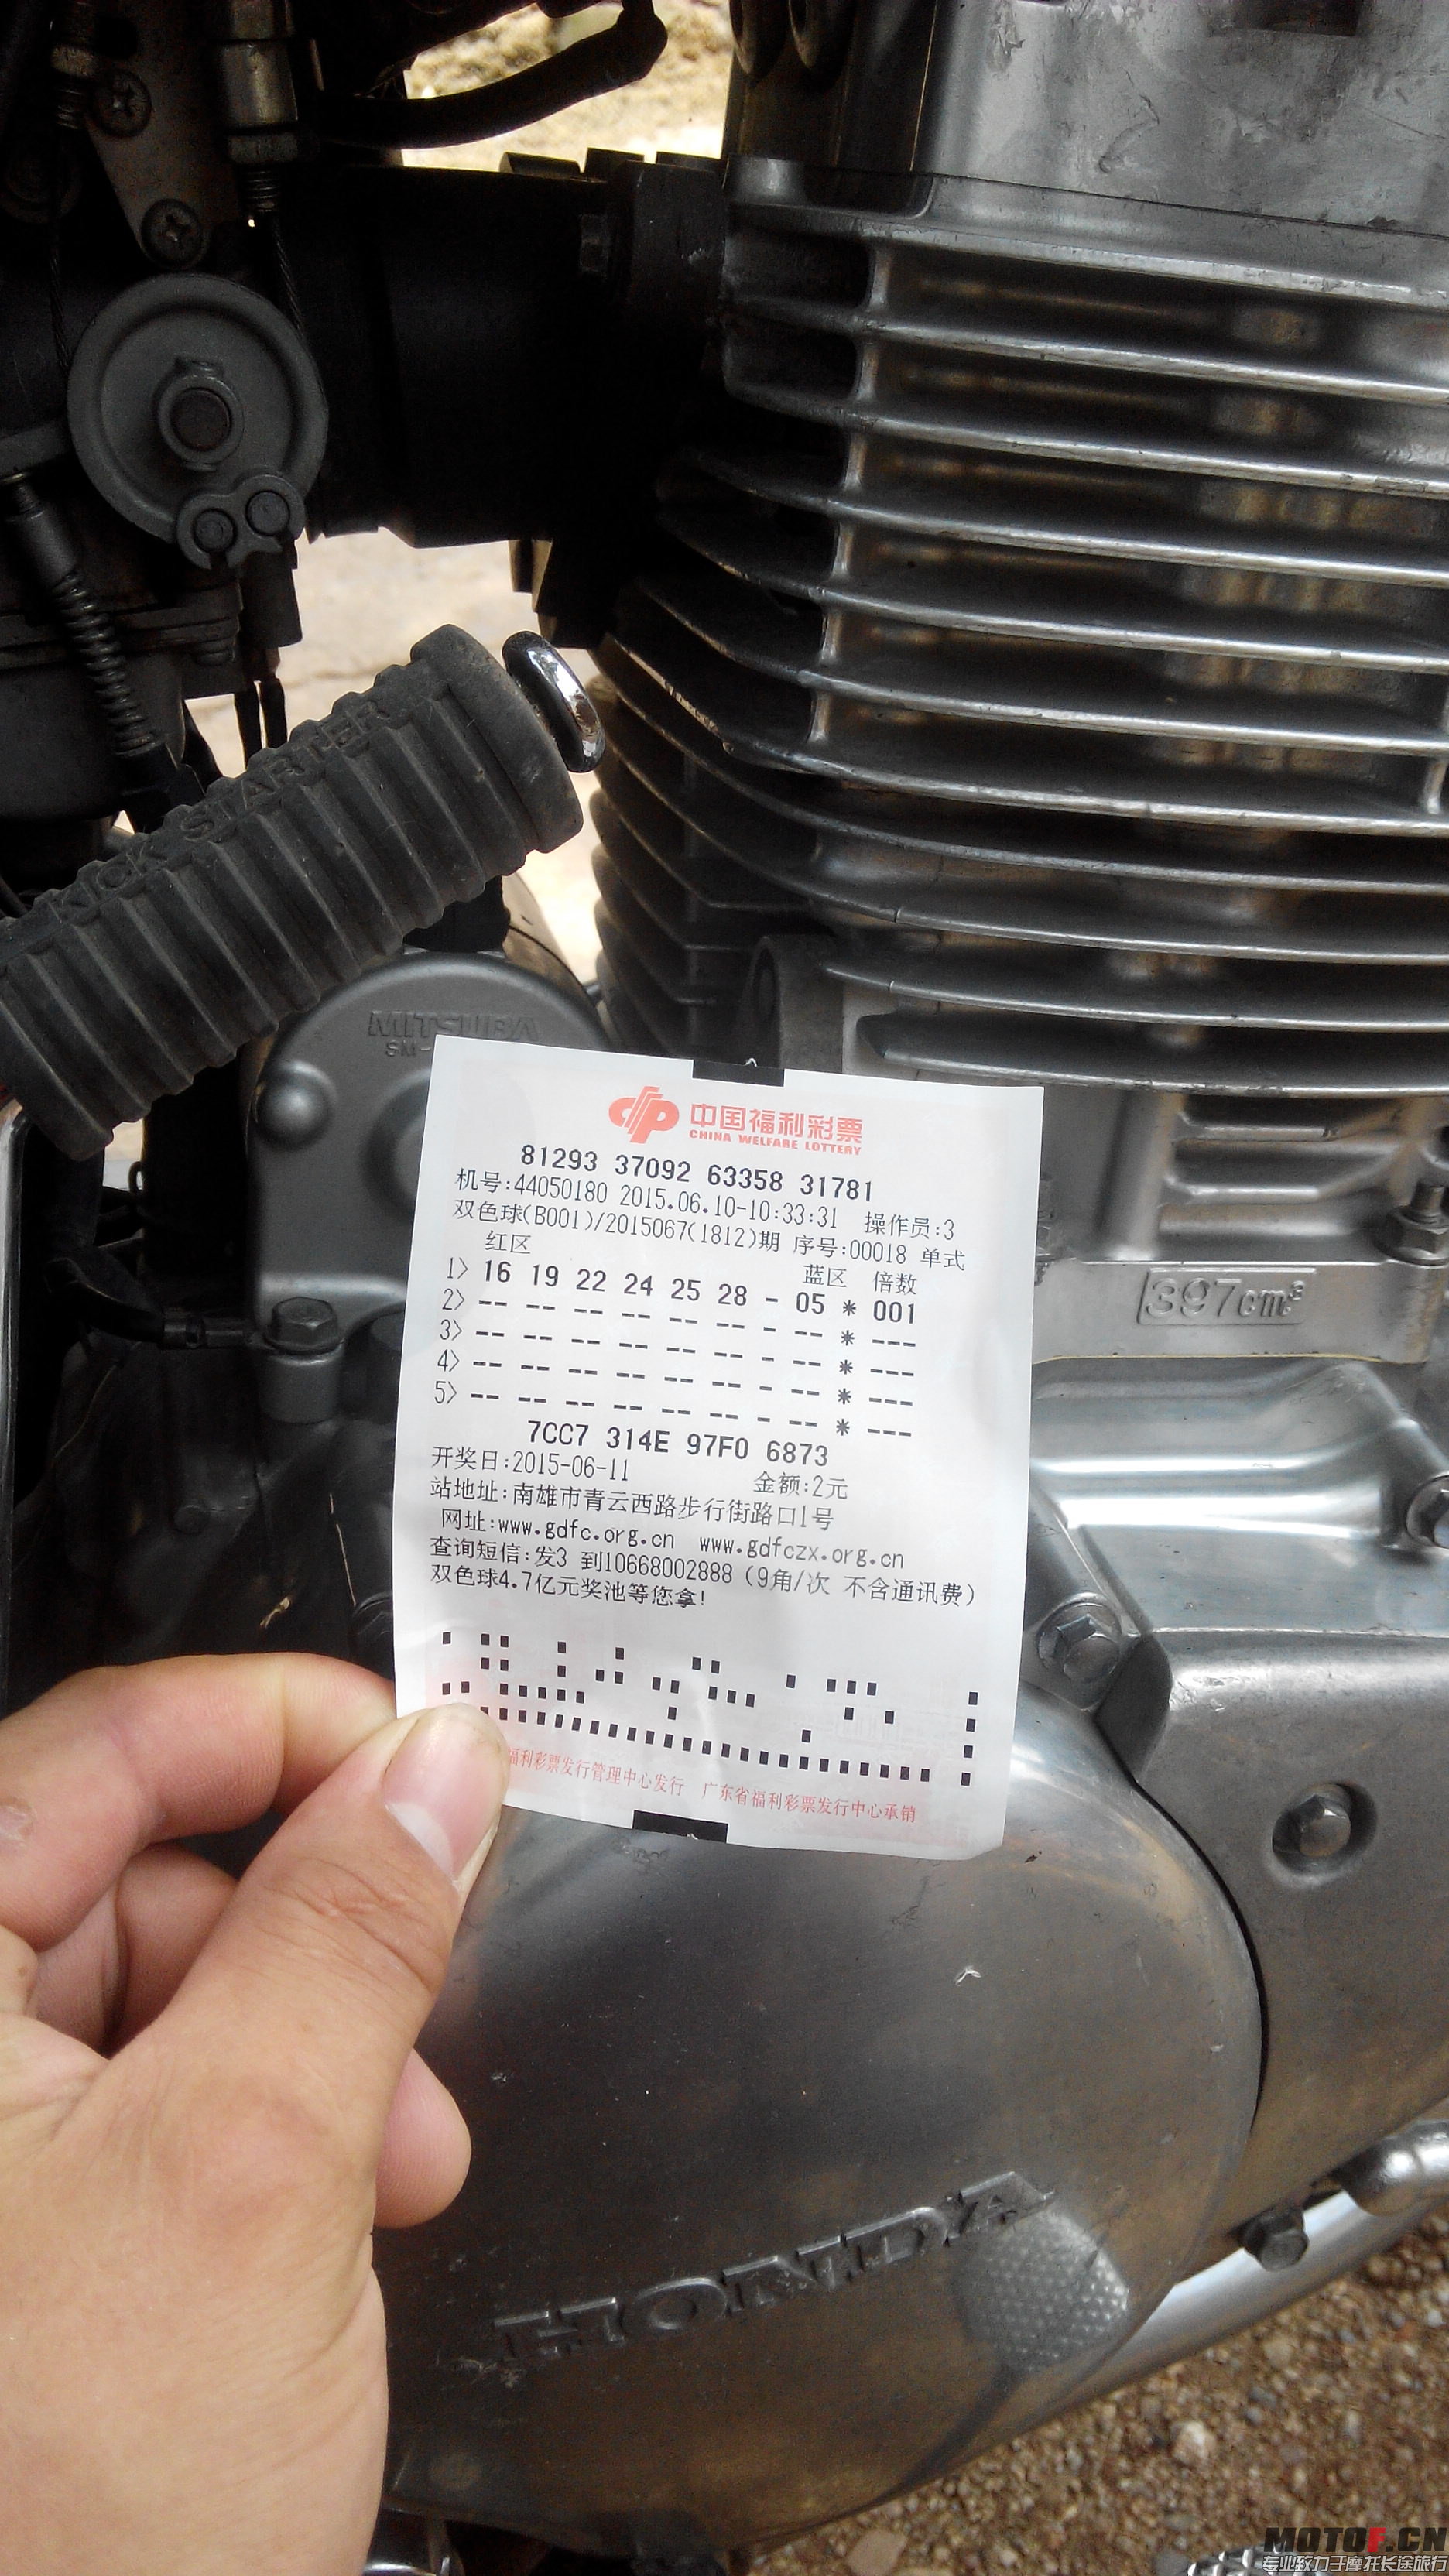 KICK STARTER
MITSUBA
SM-
中国福利彩票
CHINA WELFARE LOTTERY
81293 37092 63358 31781
机号:44050180 2015.06.10-10:33:31 操作员:3
双色球(B001)/2015067(1812)期 序号:00018 单式
红区 蓝区 倍数
1> 16 19 22 24 25 28 - 05 * 001
2> -- -- -- -- -- -- - -- * ---
3> -- -- -- -- -- -- - -- * ---
4> -- -- -- -- -- -- - -- * ---
5> -- -- -- -- -- -- - -- * ---
7CC7 314E 97F0 6873
开奖日:2015-06-11 金额:2元
站地址:南雄市青云西路步行街路口1号
网址:www.gdfc.org.cn www.gdfczx.org.cn
查询短信:发3 到10668002888 (9角/次 不含通讯费)
双色球4.7亿元奖池等您拿!
福利彩票发行管理中心发行 广东省福利彩票发行中心承销
397cm³
HONDA
MOTOF.CN
专业致力于摩托长途旅行